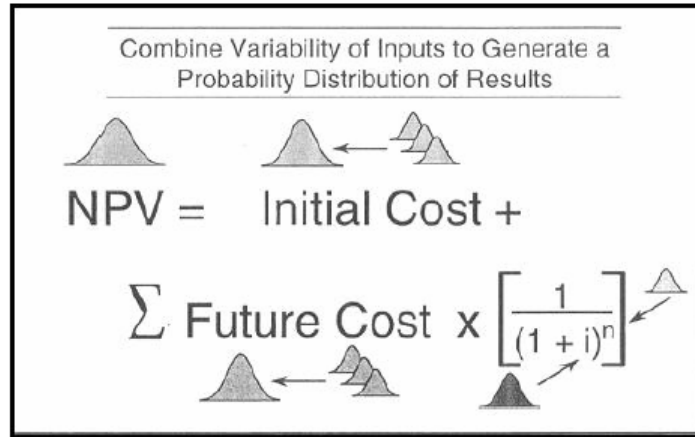 Combine Variability of Inputs to Generate a
Probability Distribution of Results
NPV = Initial Cost +
∑ Future Cost x [1 / (1 + i)^n]